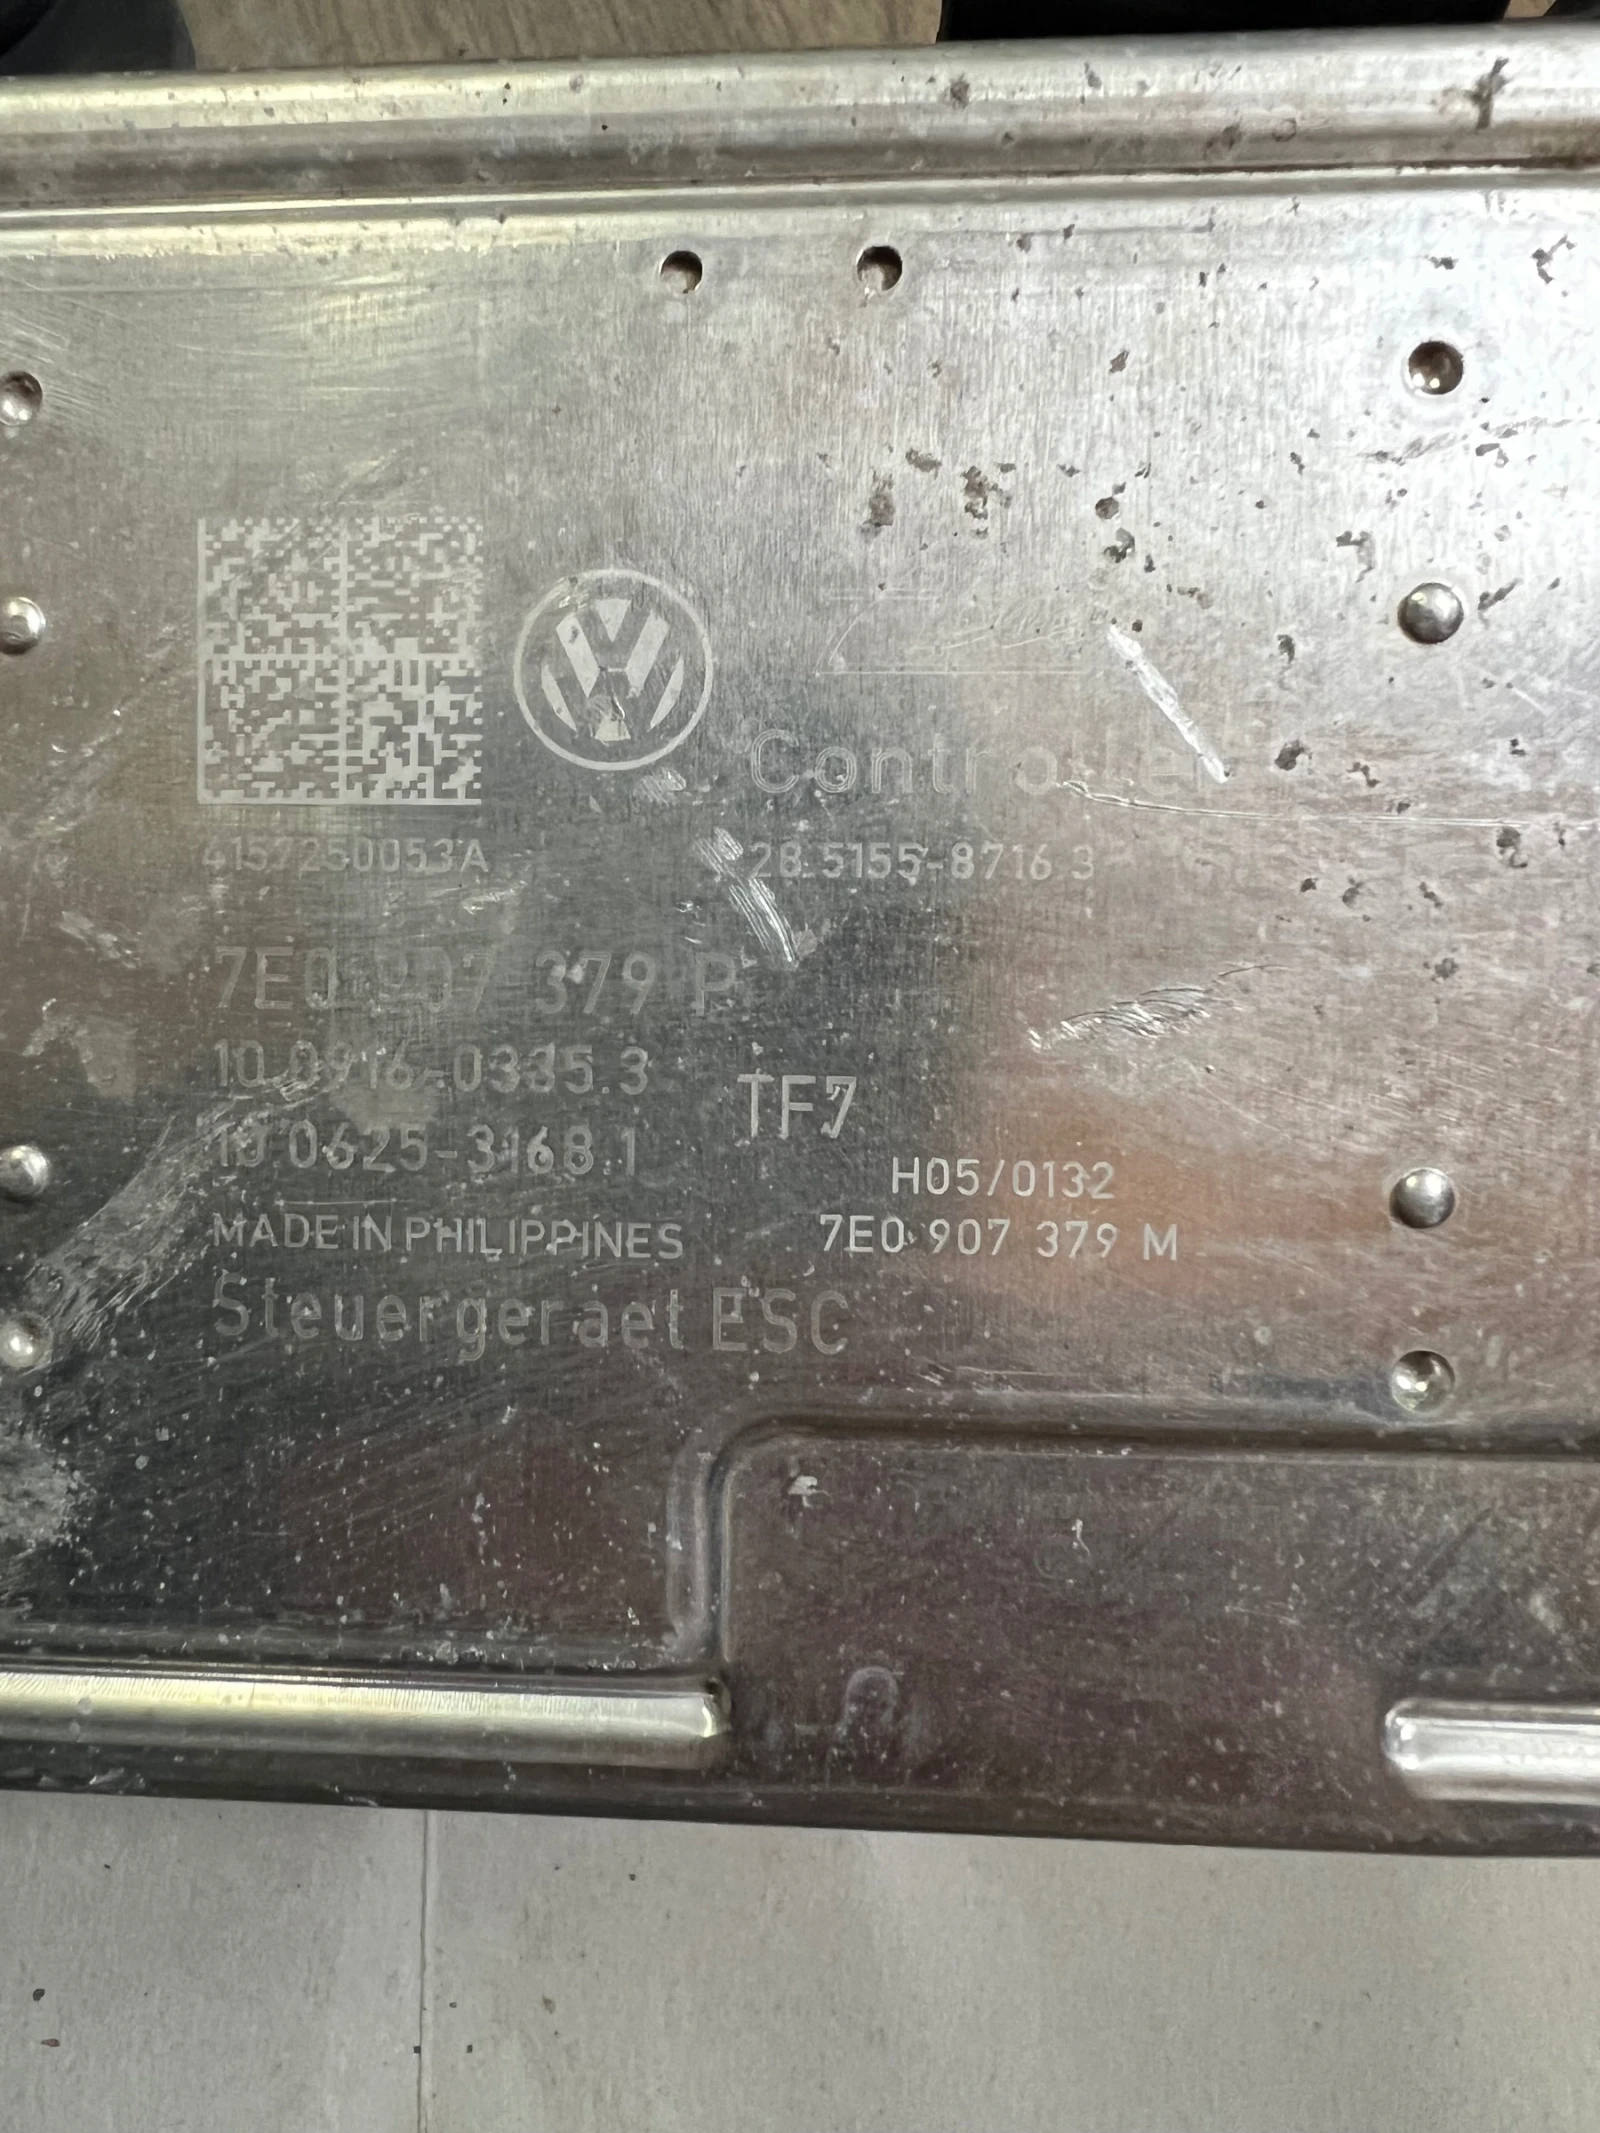 Controller
4157250053A
28.5155-8716.3
7E0 907 379 P
10.0916-0335.3
TF7
10.0625-3168.1
H05/0132
MADE IN PHILIPPINES
7E0 907 379 M
Steuergeraet ESC